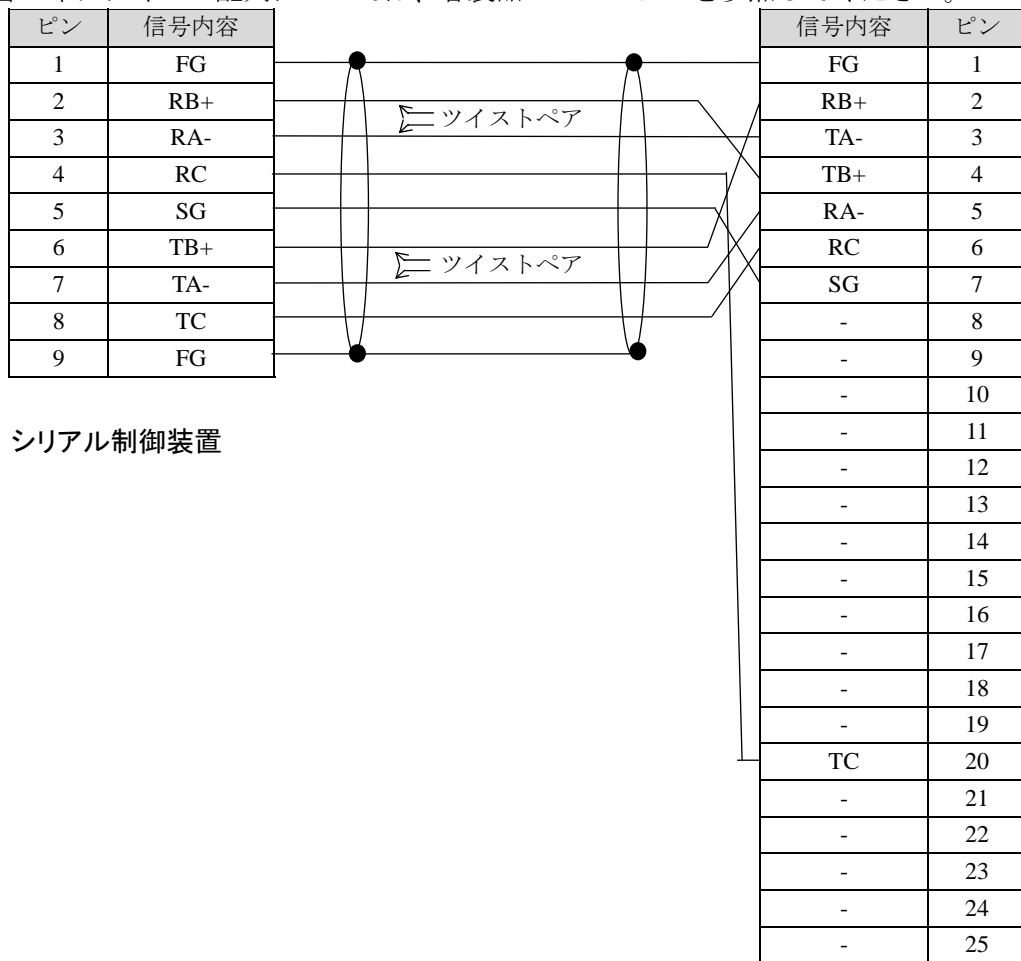 ピン 信号内容
1 FG
2 RB+
3 RA-
4 RC
5 SG
6 TB+
7 TA-
8 TC
9 FG
ツイストペア
ツイストペア
シリアル制御装置
信号内容 ピン
FG 1
RB+ 2
TA- 3
TB+ 4
RA- 5
RC 6
SG 7
- 8
- 9
- 10
- 11
- 12
- 13
- 14
- 15
- 16
- 17
- 18
- 19
TC 20
- 21
- 22
- 23
- 24
- 25